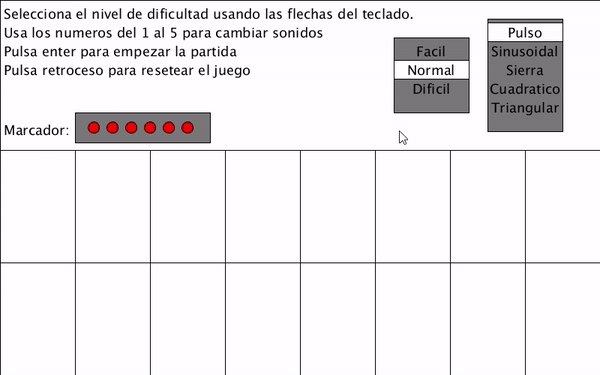 Selecciona el nivel de dificultad usando las flechas del teclado.
Usa los numeros del 1 al 5 para cambiar sonidos
Pulsa enter para empezar la partida
Pulsa retroceso para resetear el juego
Facil
Normal
Dificil
Pulso
Sinusoidal
Sierra
Cuadratico
Triangular
Marcador: